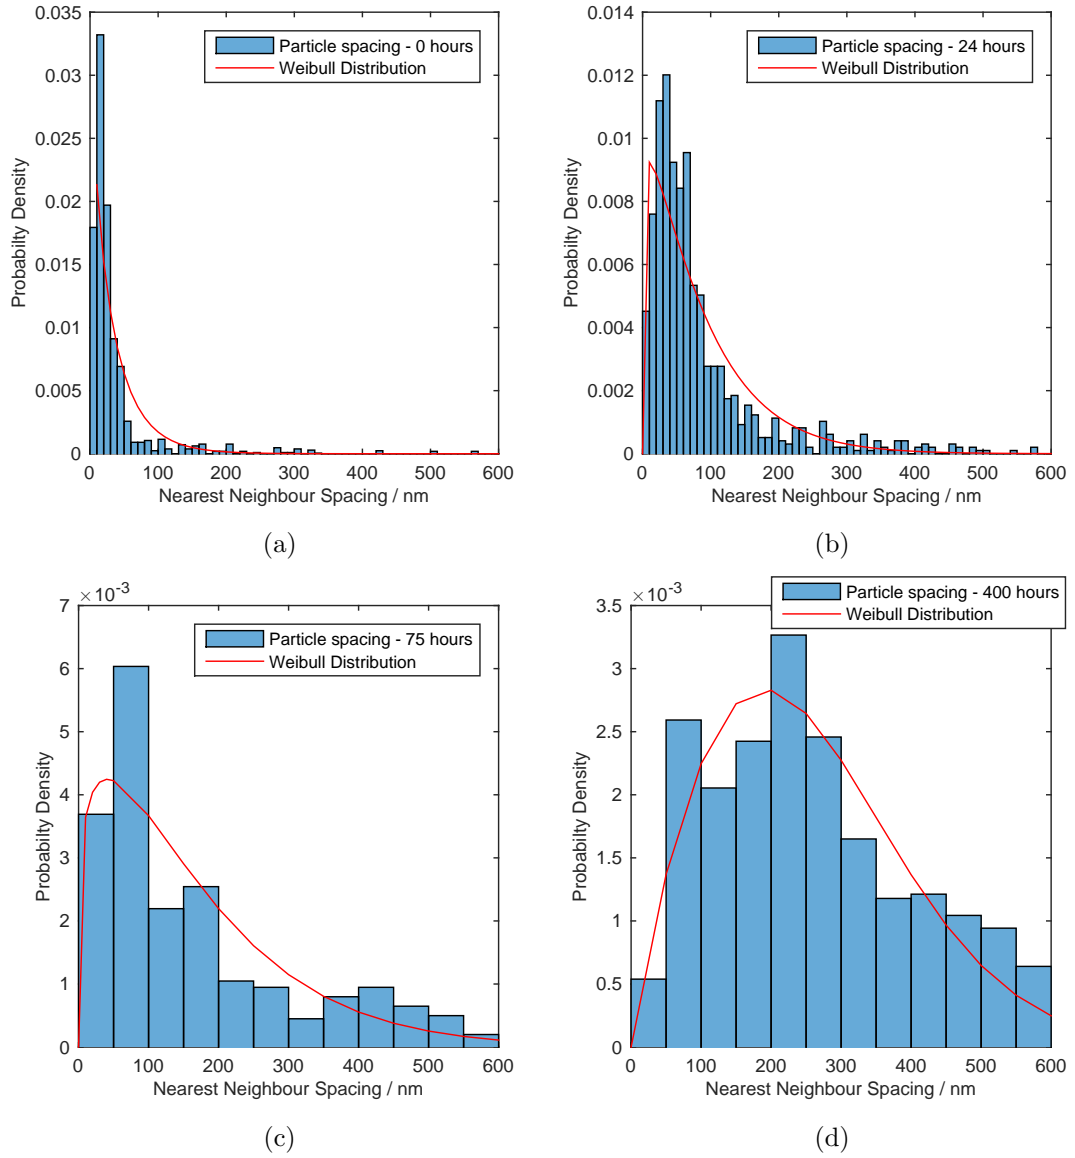 Particle spacing - 0 hours
Weibull Distribution
Probabilty Density
0.035
0.03
0.025
0.02
0.015
0.01
0.005
0
0 100 200 300 400 500 600
Nearest Neighbour Spacing / nm
(a)
Particle spacing - 24 hours
Weibull Distribution
Probabilty Density
0.014
0.012
0.01
0.008
0.006
0.004
0.002
0
0 100 200 300 400 500 600
Nearest Neighbour Spacing / nm
(b)
×10-3
Particle spacing - 75 hours
Weibull Distribution
Probabilty Density
7
6
5
4
3
2
1
0
0 100 200 300 400 500 600
Nearest Neighbour Spacing / nm
(c)
×10-3
Particle spacing - 400 hours
Weibull Distribution
Probabilty Density
3.5
3
2.5
2
1.5
1
0.5
0
0 100 200 300 400 500 600
Nearest Neighbour Spacing / nm
(d)